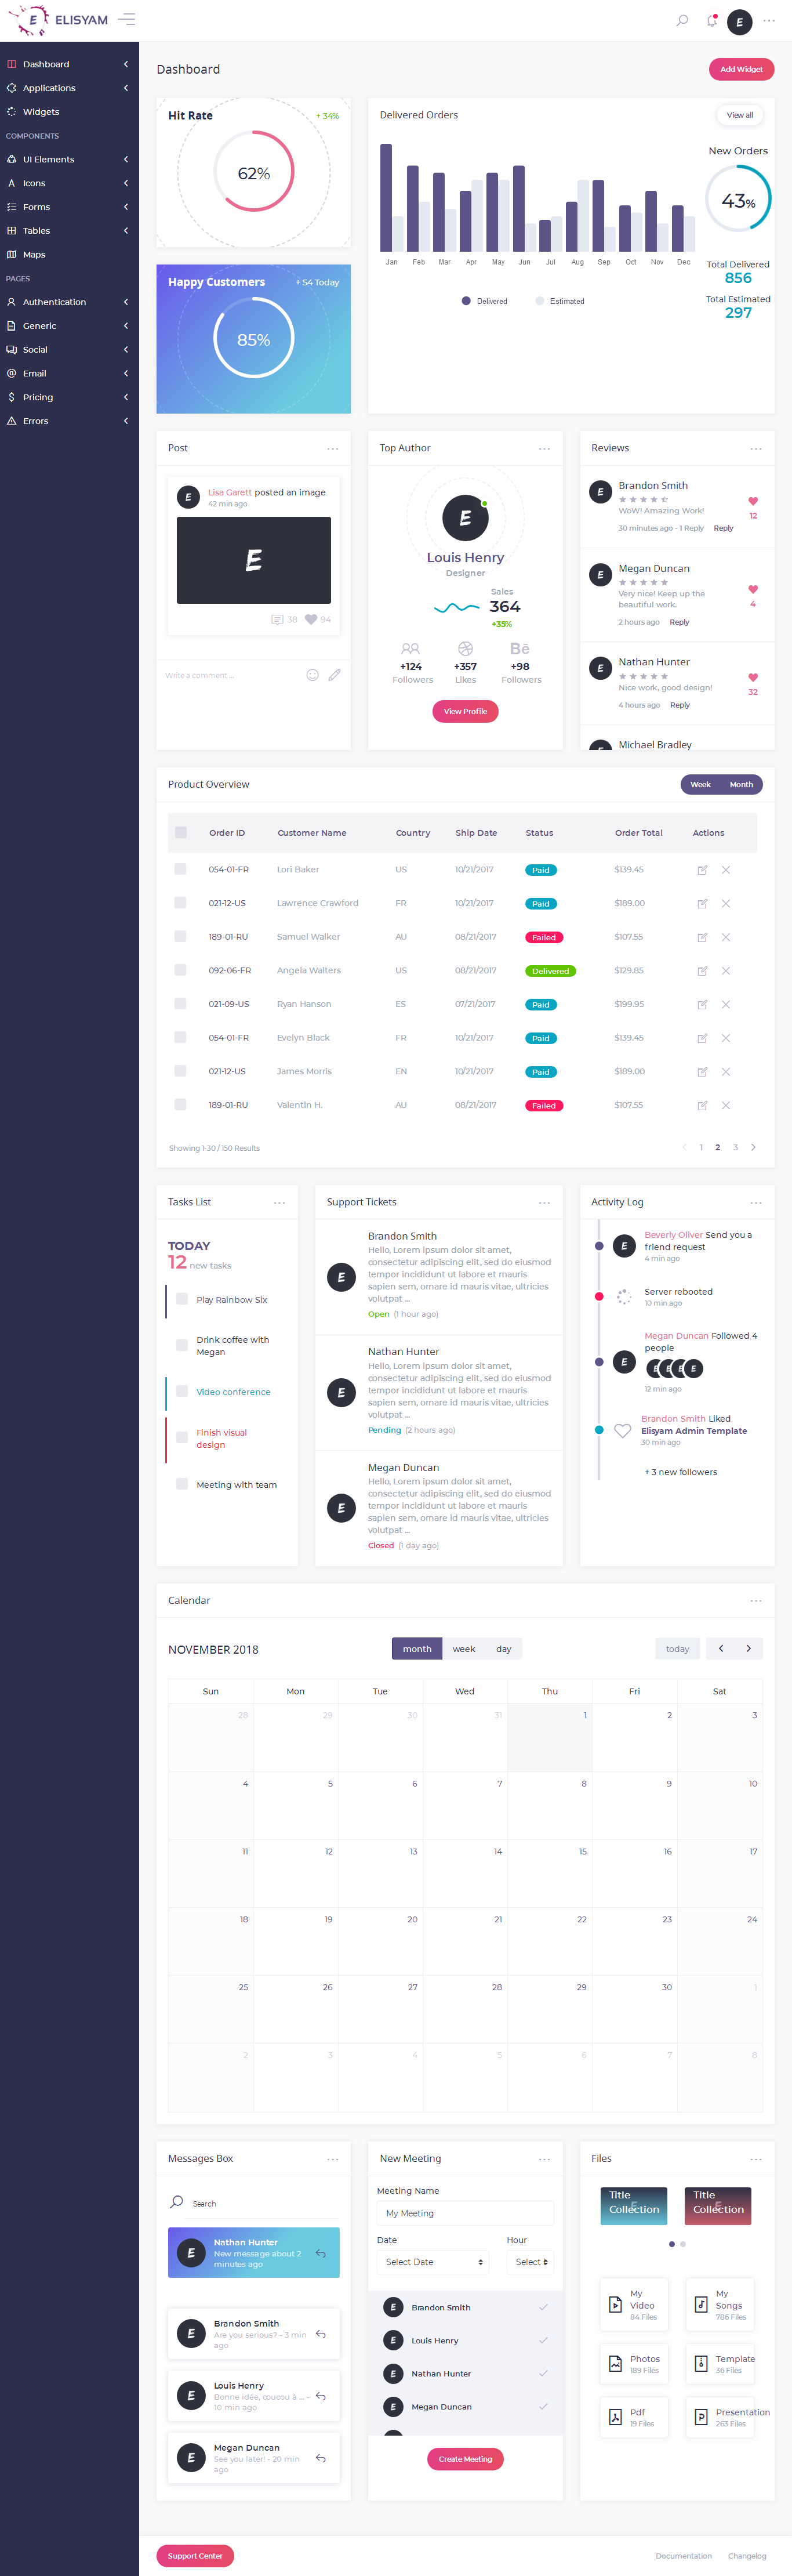 E ELISYAM
E
Dashboard
Applications
Widgets
COMPONENTS
UI Elements
Icons
Forms
Tables
Maps
PAGES
Authentication
Generic
Social
Email
Pricing
Errors
Dashboard
Add Widget
Hit Rate
+ 34%
62%
Happy Customers
+ 54 Today
85%
Delivered Orders
View all
Jan Feb Mar Apr May Jun Jul Aug Sep Oct Nov Dec
Delivered Estimated
New Orders
43%
Total Delivered
856
Total Estimated
297
Post
E
Lisa Garett posted an image
42 min ago
E
38 94
Write a comment ...
Top Author
E
Louis Henry
Designer
Sales
364
+35%
Bē
+124 +357 +98
Followers Likes Followers
View Profile
Reviews
E
Brandon Smith
WoW! Amazing Work!
12
30 minutes ago - 1 Reply Reply
E
Megan Duncan
Very nice! Keep up the
beautiful work.
4
2 hours ago Reply
E
Nathan Hunter
Nice work, good design!
32
4 hours ago Reply
Michael Bradley
Product Overview
Week Month
Order ID Customer Name Country Ship Date Status Order Total Actions
054-01-FR Lori Baker US 10/21/2017 Paid $139.45
021-12-US Lawrence Crawford FR 10/21/2017 Paid $189.00
189-01-RU Samuel Walker AU 08/21/2017 Failed $107.55
092-06-FR Angela Walters US 08/21/2017 Delivered $129.85
021-09-US Ryan Hanson ES 07/21/2017 Paid $199.95
054-01-FR Evelyn Black FR 10/21/2017 Paid $139.45
021-12-US James Morris EN 10/21/2017 Paid $189.00
189-01-RU Valentin H. AU 08/21/2017 Failed $107.55
Showing 1-30 / 150 Results
1 2 3
Tasks List
TODAY
12 new tasks
Play Rainbow Six
Drink coffee with
Megan
Video conference
Finish visual
design
Meeting with team
Support Tickets
E
Brandon Smith
Hello, Lorem ipsum dolor sit amet,
consectetur adipiscing elit, sed do eiusmod
tempor incididunt ut labore et mauris
sapien sem, ornare id mauris vitae, ultricies
volutpat ...
Open (1 hour ago)
E
Nathan Hunter
Hello, Lorem ipsum dolor sit amet,
consectetur adipiscing elit, sed do eiusmod
tempor incididunt ut labore et mauris
sapien sem, ornare id mauris vitae, ultricies
volutpat ...
Pending (2 hours ago)
E
Megan Duncan
Hello, Lorem ipsum dolor sit amet,
consectetur adipiscing elit, sed do eiusmod
tempor incididunt ut labore et mauris
sapien sem, ornare id mauris vitae, ultricies
volutpat ...
Closed (1 day ago)
Activity Log
E
Beverly Oliver Send you a
friend request
4 min ago
Server rebooted
10 min ago
E
Megan Duncan Followed 4
people
E E E E
12 min ago
Brandon Smith Liked
Elisyam Admin Template
30 min ago
+ 3 new followers
Calendar
NOVEMBER 2018
month week day
today
Sun Mon Tue Wed Thu Fri Sat
28 29 30 31 1 2 3
4 5 6 7 8 9 10
11 12 13 14 15 16 17
18 19 20 21 22 23 24
25 26 27 28 29 30 1
2 3 4 5 6 7 8
Messages Box
Search
E
Nathan Hunter
New message about 2
minutes ago
E
Brandon Smith
Are you serious? - 3 min
ago
E
Louis Henry
Bonne idée, coucou à ... -
10 min ago
E
Megan Duncan
See you later! - 20 min
ago
New Meeting
Meeting Name
My Meeting
Date Hour
Select Date Select
E Brandon Smith
E Louis Henry
E Nathan Hunter
E Megan Duncan
Create Meeting
Files
Title
Collection
Title
Collection
My
Video
84 Files
My
Songs
786 Files
Photos
189 Files
Template
36 Files
Pdf
19 Files
Presentation
263 Files
Support Center
Documentation Changelog